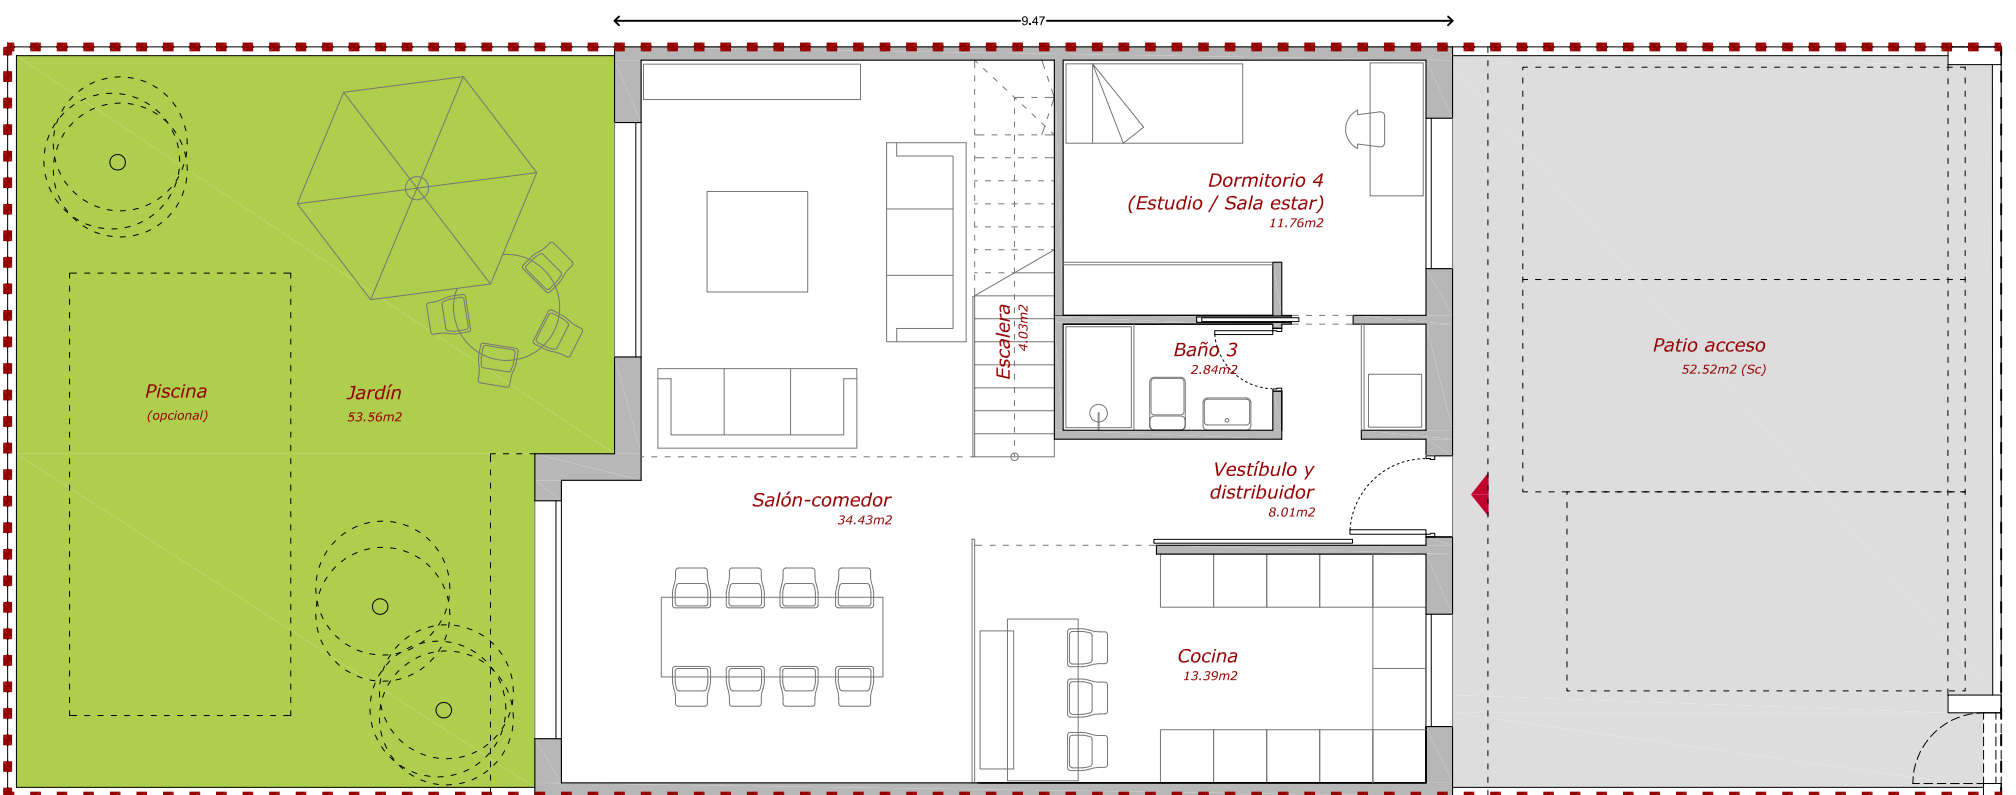 9.47
Dormitorio 4
(Estudio / Sala estar)
11.76m2
Escalera
4.03m2
Baño 3
2.84m2
Patio acceso
52.52m2 (Sc)
Piscina
(opcional)
Jardín
53.56m2
Salón-comedor
34.43m2
Vestíbulo y
distribuidor
8.01m2
Cocina
13.39m2